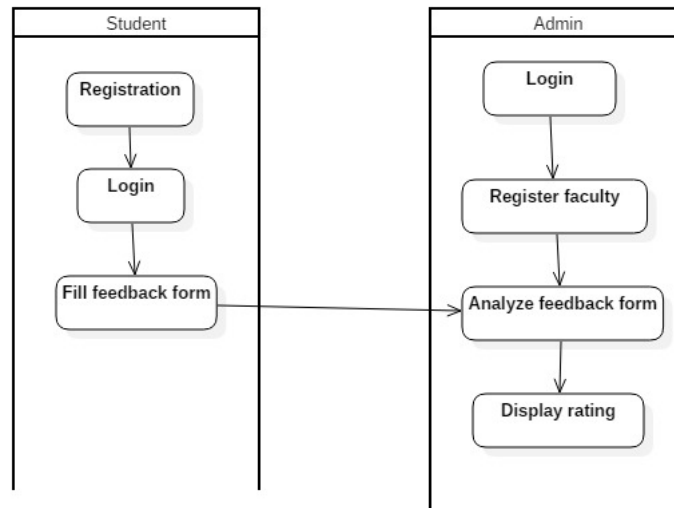 Student
Registration
Login
Fill feedback form
Admin
Login
Register faculty
Analyze feedback form
Display rating